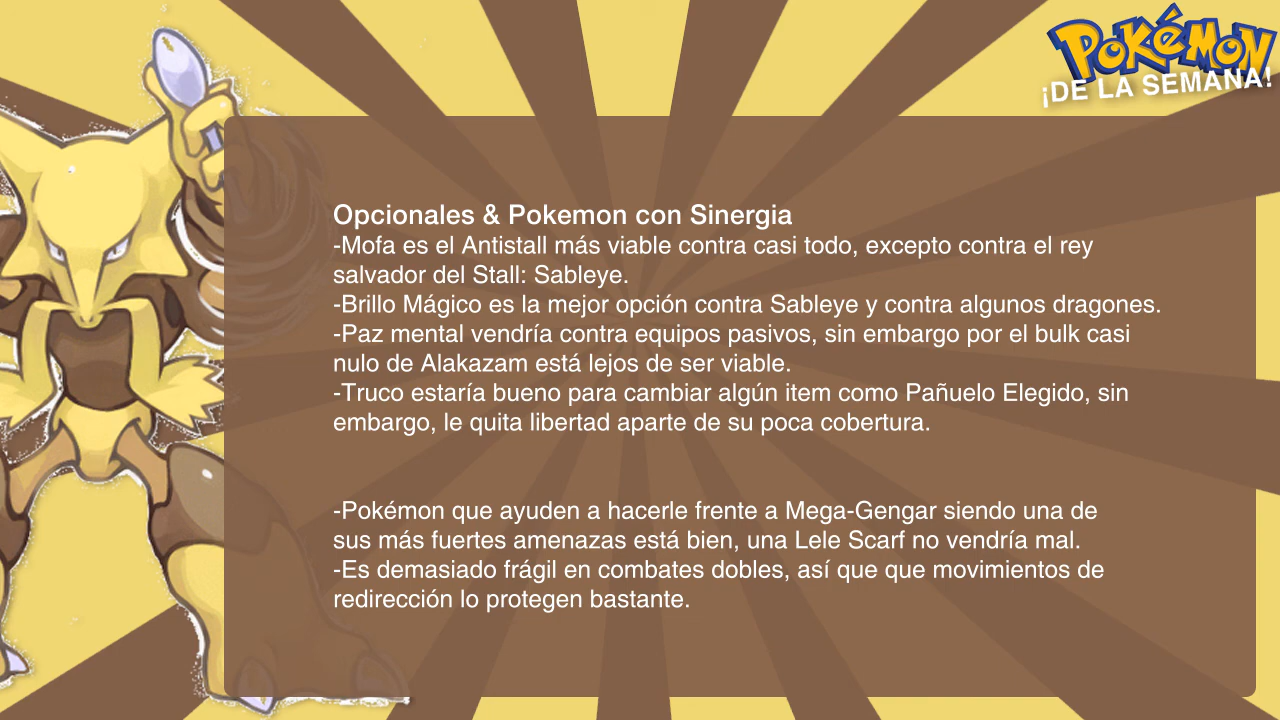 POKéMON
¡DE LA SEMANA!
Opcionales & Pokemon con Sinergia
-Mofa es el Antistall más viable contra casi todo, excepto contra el rey
salvador del Stall: Sableye.
-Brillo Mágico es la mejor opción contra Sableye y contra algunos dragones.
-Paz mental vendría contra equipos pasivos, sin embargo por el bulk casi
nulo de Alakazam está lejos de ser viable.
-Truco estaría bueno para cambiar algún item como Pañuelo Elegido, sin
embargo, le quita libertad aparte de su poca cobertura.
-Pokémon que ayuden a hacerle frente a Mega-Gengar siendo una de
sus más fuertes amenazas está bien, una Lele Scarf no vendría mal.
-Es demasiado frágil en combates dobles, así que que movimientos de
redirección lo protegen bastante.